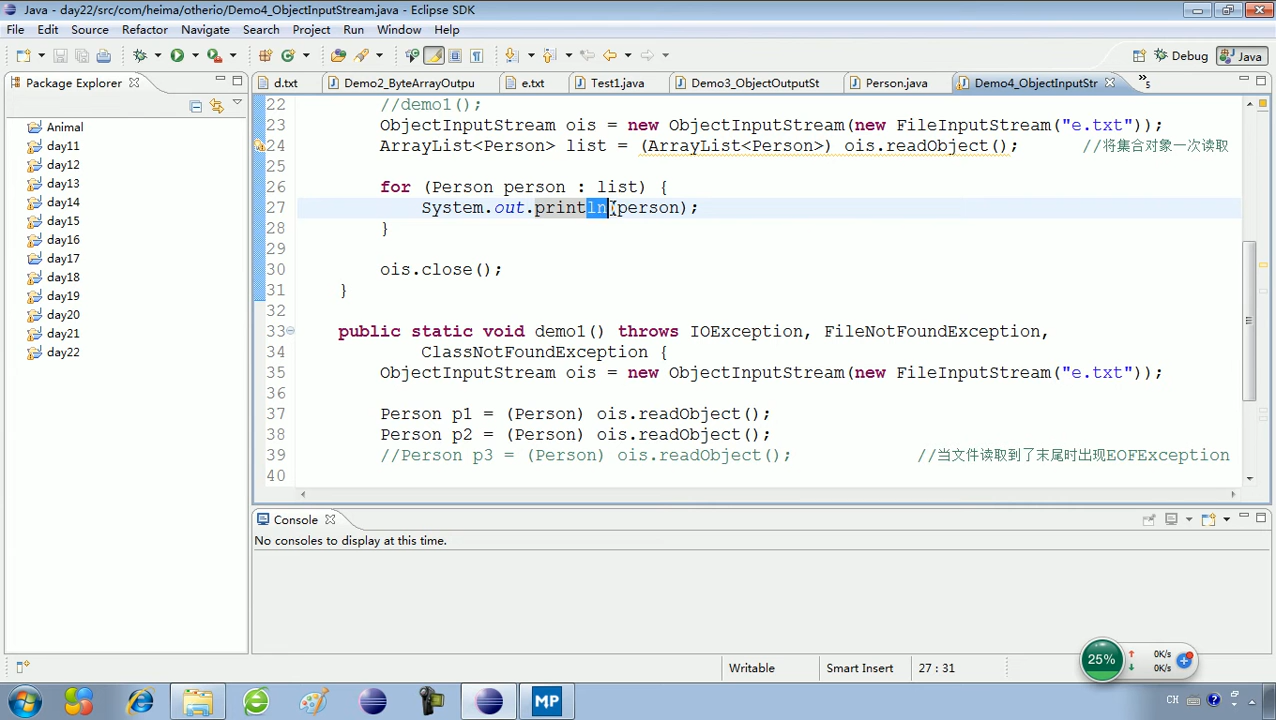 Java - day22/src/com/heima/otherio/Demo4_ObjectInputStream.java - Eclipse SDK
File Edit Source Refactor Navigate Search Project Run Window Help
Debug Java
Package Explorer
d.txt Demo2_ByteArrayOutpu e.txt Test1.java Demo3_ObjectOutputSt Person.java Demo4_ObjectInputStr »5
Animal
day11
day12
day13
day14
day15
day16
day17
day18
day19
day20
day21
day22
22 //demo1();
23 ObjectInputStream ois = new ObjectInputStream(new FileInputStream("e.txt"));
24 ArrayList<Person> list = (ArrayList<Person>) ois.readObject(); //将集合对象一次读取
25
26 for (Person person : list) {
27 System.out.println(person);
28 }
29
30 ois.close();
31 }
32
33 public static void demo1() throws IOException, FileNotFoundException,
34 ClassNotFoundException {
35 ObjectInputStream ois = new ObjectInputStream(new FileInputStream("e.txt"));
36
37 Person p1 = (Person) ois.readObject();
38 Person p2 = (Person) ois.readObject();
39 //Person p3 = (Person) ois.readObject(); //当文件读取到了末尾时出现EOFException
40
Console
No consoles to display at this time.
Writable Smart Insert 27 : 31
25% 0K/s
0K/s
MP CH